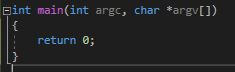 int main(int argc, char *argv[])
{
    return 0;
}